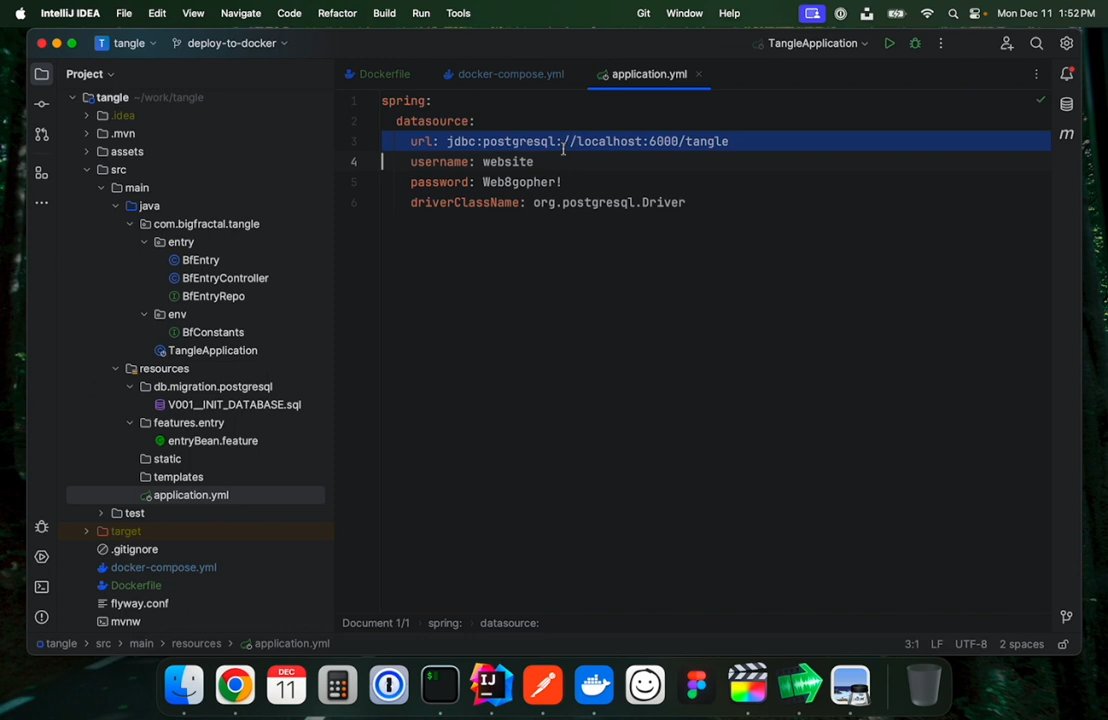 IntelliJ IDEA File Edit View Navigate Code Refactor Build Run Tools Git Window Help Mon Dec 11 1:52PM
T tangle deploy-to-docker TangleApplication
Project Dockerfile docker-compose.yml application.yml
tangle ~/work/tangle
.idea
.mvn
assets
src
main
java
com.bigfractal.tangle
entry
BfEntry
BfEntryController
BfEntryRepo
env
BfConstants
TangleApplication
resources
db.migration.postgresql
V001__INIT_DATABASE.sql
features.entry
entryBean.feature
static
templates
application.yml
test
target
.gitignore
docker-compose.yml
Dockerfile
flyway.conf
mvnw
1 spring:
2 datasource:
3 url: jdbc:postgresql://localhost:6000/tangle
4 username: website
5 password: Web8gopher!
6 driverClassName: org.postgresql.Driver
m
Document 1/1 spring: datasource:
tangle src main resources application.yml 3:1 LF UTF-8 2 spaces
DEC
11
$
IJ